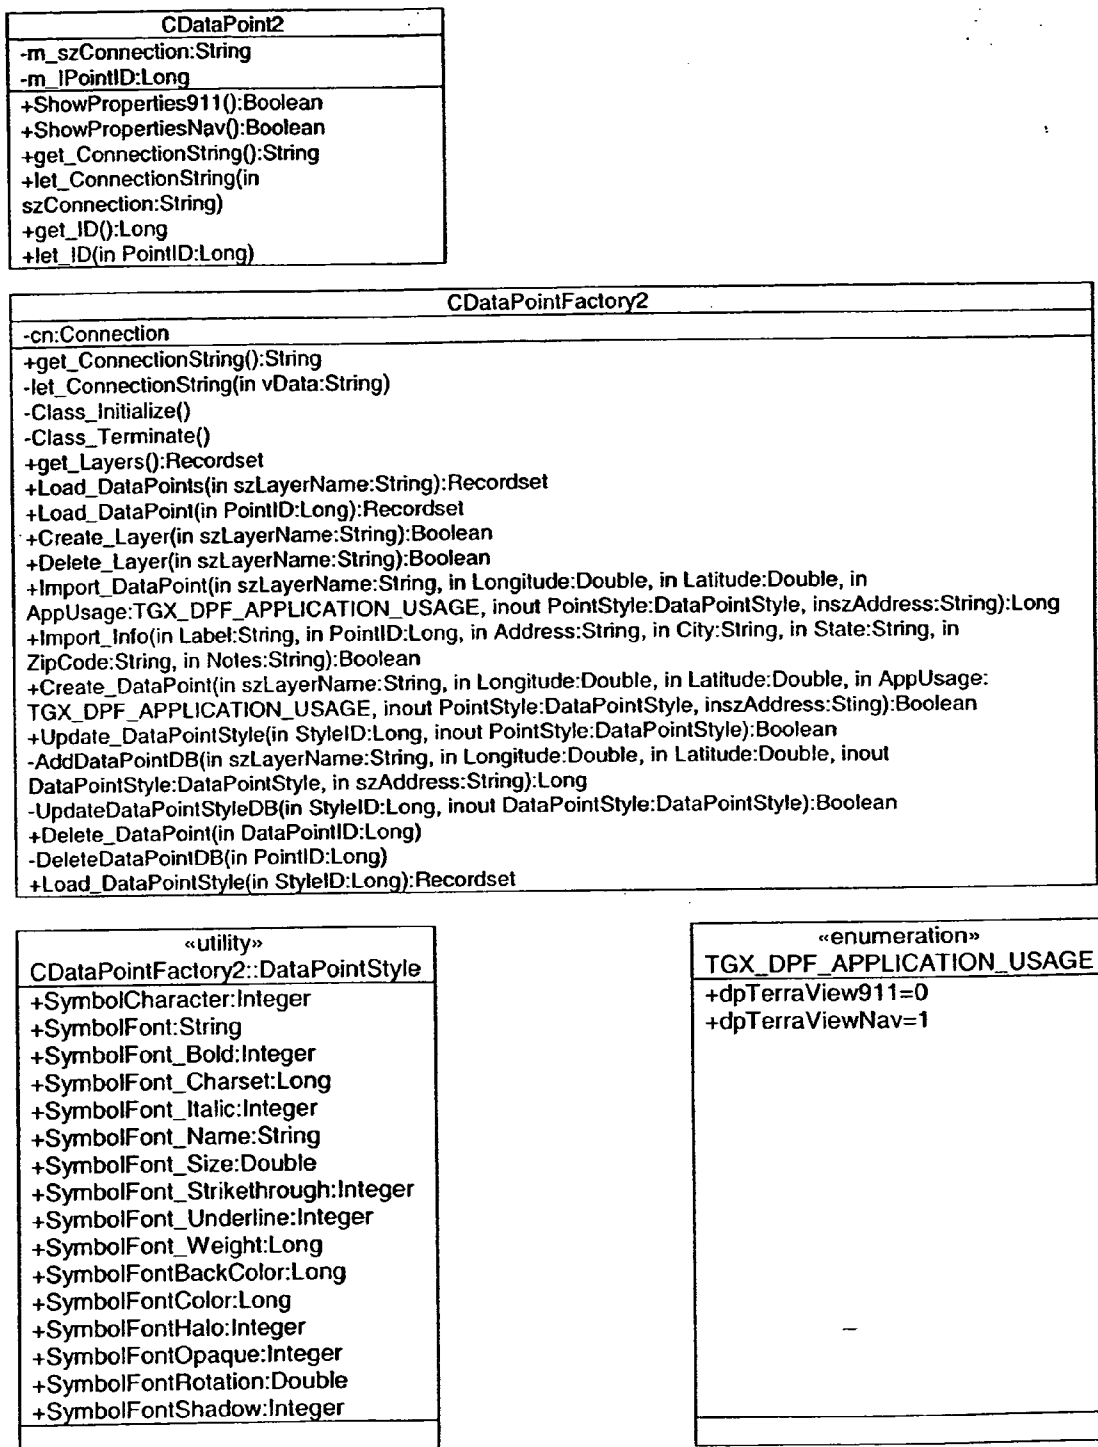 CDataPoint2
-m_szConnection:String
-m_lPointID:Long
+ShowProperties911():Boolean
+ShowPropertiesNav():Boolean
+get_ConnectionString():String
+let_ConnectionString(in
szConnection:String)
+get_ID():Long
+let_ID(in PointID:Long)
CDataPointFactory2
-cn:Connection
+get_ConnectionString():String
-let_ConnectionString(in vData:String)
-Class_Initialize()
-Class_Terminate()
+get_Layers():Recordset
+Load_DataPoints(in szLayerName:String):Recordset
+Load_DataPoint(in PointID:Long):Recordset
+Create_Layer(in szLayerName:String):Boolean
+Delete_Layer(in szLayerName:String):Boolean
+Import_DataPoint(in szLayerName:String, in Longitude:Double, in Latitude:Double, in
AppUsage:TGX_DPF_APPLICATION_USAGE, inout PointStyle:DataPointStyle, inszAddress:String):Long
+Import_Info(in Label:String, in PointID:Long, in Address:String, in City:String, in State:String, in
ZipCode:String, in Notes:String):Boolean
+Create_DataPoint(in szLayerName:String, in Longitude:Double, in Latitude:Double, in AppUsage:
TGX_DPF_APPLICATION_USAGE, inout PointStyle:DataPointStyle, inszAddress:Sting):Boolean
+Update_DataPointStyle(in StyleID:Long, inout PointStyle:DataPointStyle):Boolean
-AddDataPointDB(in szLayerName:String, in Longitude:Double, in Latitude:Double, inout
DataPointStyle:DataPointStyle, in szAddress:String):Long
-UpdateDataPointStyleDB(in StyleID:Long, inout DataPointStyle:DataPointStyle):Boolean
+Delete_DataPoint(in DataPointID:Long)
-DeleteDataPointDB(in PointID:Long)
+Load_DataPointStyle(in StyleID:Long):Recordset
«utility»
CDataPointFactory2::DataPointStyle
+SymbolCharacter:Integer
+SymbolFont:String
+SymbolFont_Bold:Integer
+SymbolFont_Charset:Long
+SymbolFont_Italic:Integer
+SymbolFont_Name:String
+SymbolFont_Size:Double
+SymbolFont_Strikethrough:Integer
+SymbolFont_Underline:Integer
+SymbolFont_Weight:Long
+SymbolFontBackColor:Long
+SymbolFontColor:Long
+SymbolFontHalo:Integer
+SymbolFontOpaque:Integer
+SymbolFontRotation:Double
+SymbolFontShadow:Integer
«enumeration»
TGX_DPF_APPLICATION_USAGE
+dpTerraView911=0
+dpTerraViewNav=1